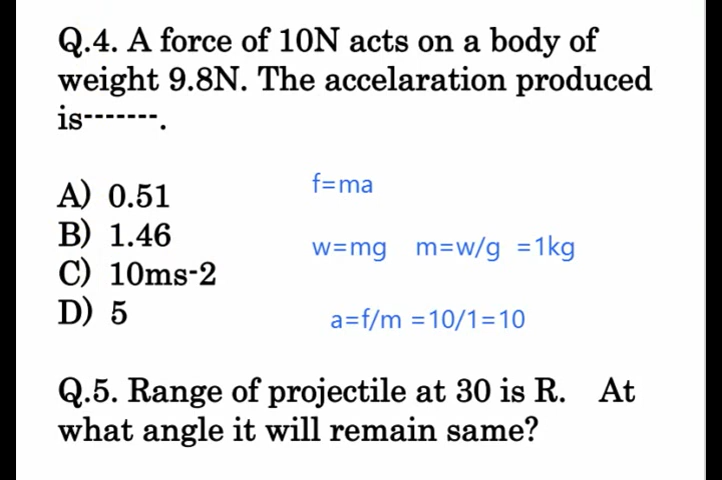 Q.4. A force of 10N acts on a body of
weight 9.8N. The accelaration produced
is-------.
A) 0.51
f=ma
B) 1.46
w=mg m=w/g =1kg
C) 10ms-2
D) 5
a=f/m =10/1=10
Q.5. Range of projectile at 30 is R. At
what angle it will remain same?